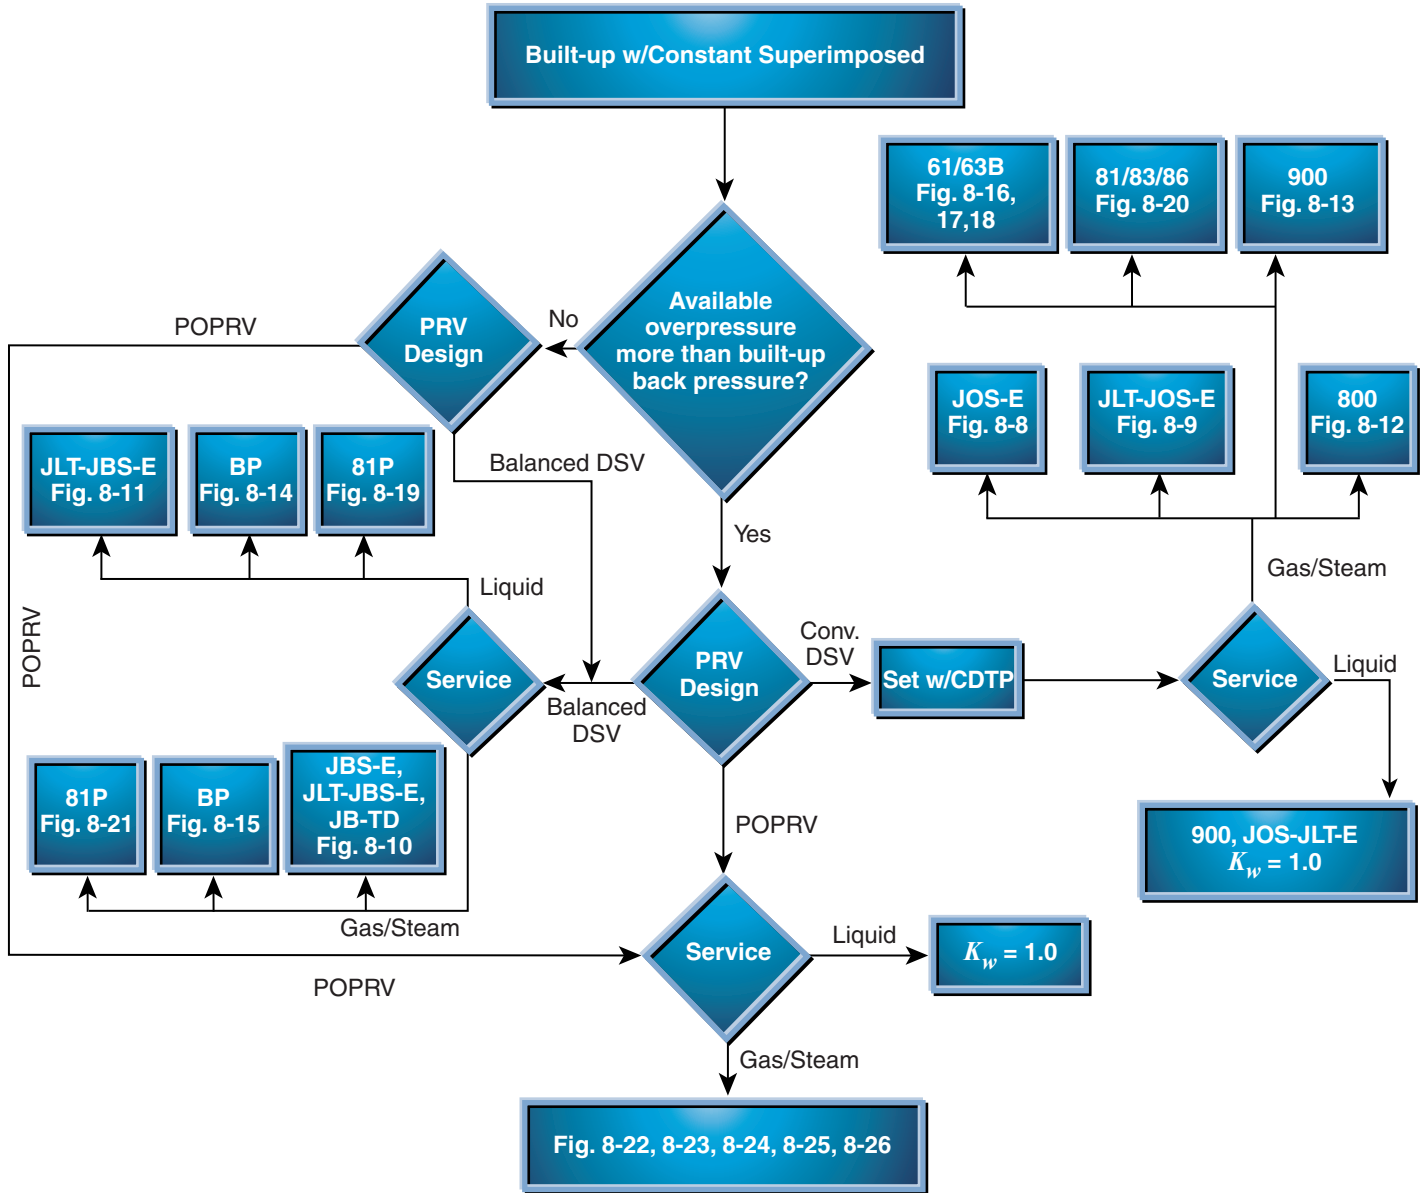 Built-up w/Constant Superimposed
61/63B
Fig. 8-16,
17,18
81/83/86
Fig. 8-20
900
Fig. 8-13
Available
overpressure
more than built-up
back pressure?
No
PRV
Design
POPRV
JOS-E
Fig. 8-8
JLT-JOS-E
Fig. 8-9
800
Fig. 8-12
JLT-JBS-E
Fig. 8-11
BP
Fig. 8-14
81P
Fig. 8-19
Balanced DSV
Yes
Gas/Steam
Liquid
POPRV
Service
Balanced
DSV
PRV
Design
Conv.
DSV
Set w/CDTP
Service
Liquid
81P
Fig. 8-21
BP
Fig. 8-15
JBS-E,
JLT-JBS-E,
JB-TD
Fig. 8-10
Gas/Steam
POPRV
900, JOS-JLT-E
Kw = 1.0
POPRV
Service
Liquid
Kw = 1.0
Gas/Steam
Fig. 8-22, 8-23, 8-24, 8-25, 8-26